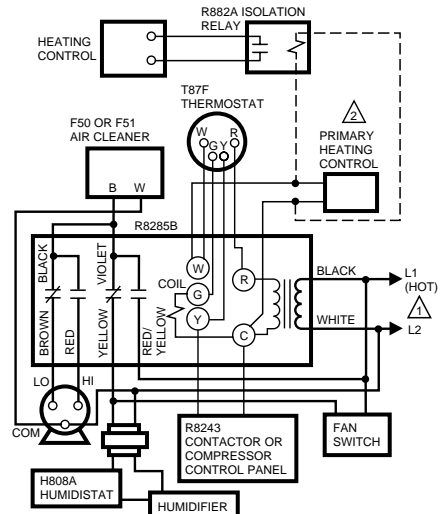 R882A ISOLATION
RELAY
HEATING
CONTROL
T87F
THERMOSTAT
W
R
G
Y
2
PRIMARY
HEATING
CONTROL
F50 OR F51
AIR CLEANER
B W
R8285B
BLACK
VIOLET
BROWN
RED
YELLOW
RED/
YELLOW
COIL
W
G
Y
R
C
BLACK
WHITE
L1
(HOT)
1
L2
LO
HI
COM
R8243
CONTACTOR OR
COMPRESSOR
CONTROL PANEL
FAN
SWITCH
H808A
HUMIDISTAT
HUMIDIFIER